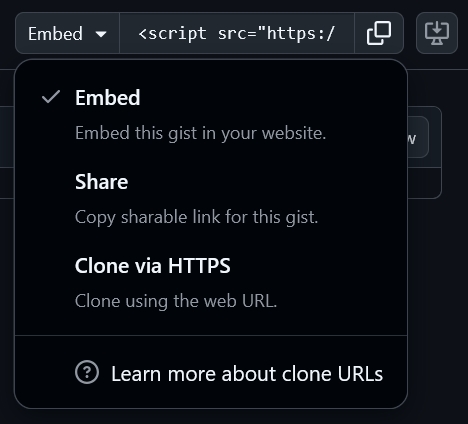 Embed <script src="https:/
Embed
Embed this gist in your website.
Share
Copy sharable link for this gist.
Clone via HTTPS
Clone using the web URL.
Learn more about clone URLs